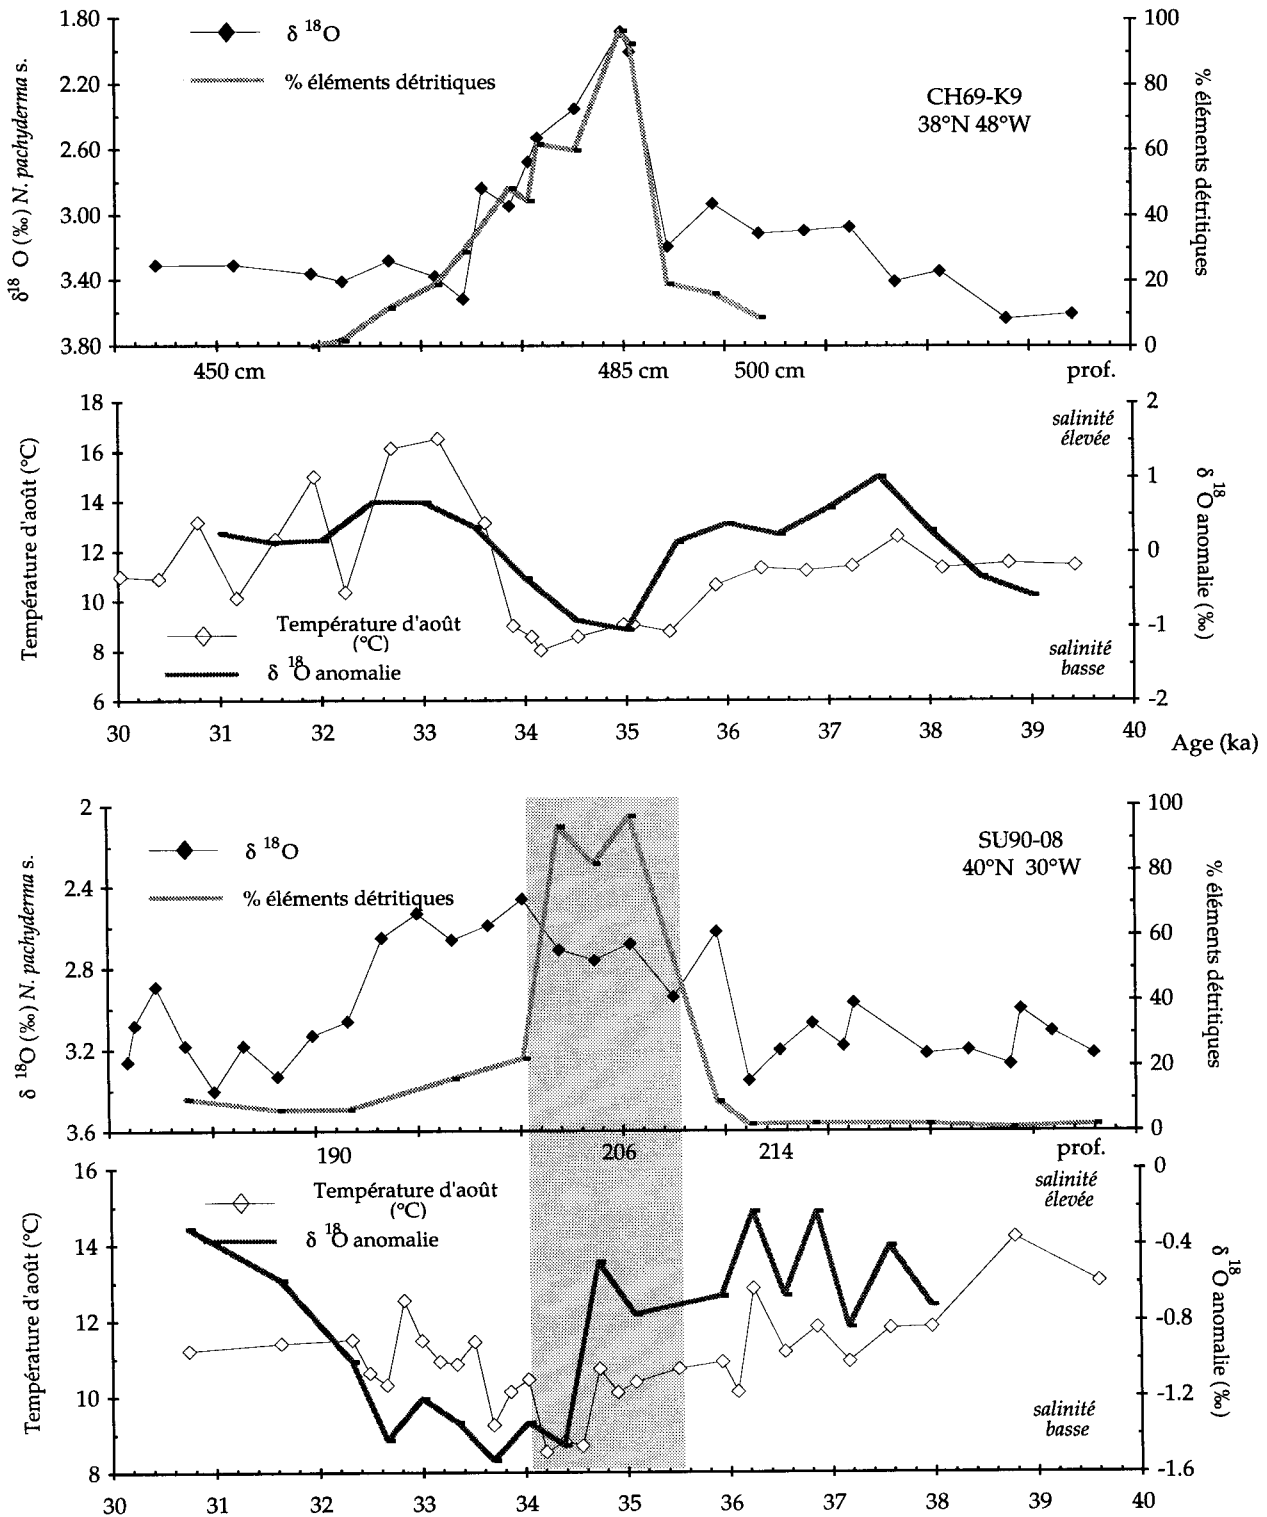 1.80
2.20
2.60
3.00
3.40
3.80
δ18 O (‰) N. pachyderma s.
δ 18O
% éléments détritiques
CH69-K9
38°N 48°W
100
80
60
40
20
0
% éléments détritiques
450 cm
485 cm
500 cm
prof.
18
16
14
12
10
8
6
Température d'août (°C)
Température d'août
(°C)
δ 18O anomalie
salinité
élevée
salinité
basse
2
1
0
-1
-2
δ 18O anomalie (‰)
30
31
32
33
34
35
36
37
38
39
40
Age (ka)
2
2.4
2.8
3.2
3.6
δ 18O (‰) N. pachyderma s.
δ 18O
% éléments détritiques
SU90-08
40°N 30°W
100
80
60
40
20
0
% éléments détritiques
190
206
214
prof.
16
14
12
10
8
Température d'août (°C)
Température d'août
(°C)
δ 18O anomalie
salinité
élevée
salinité
basse
0
-0.4
-0.8
-1.2
-1.6
δ 18O anomalie (‰)
30
31
32
33
34
35
36
37
38
39
40